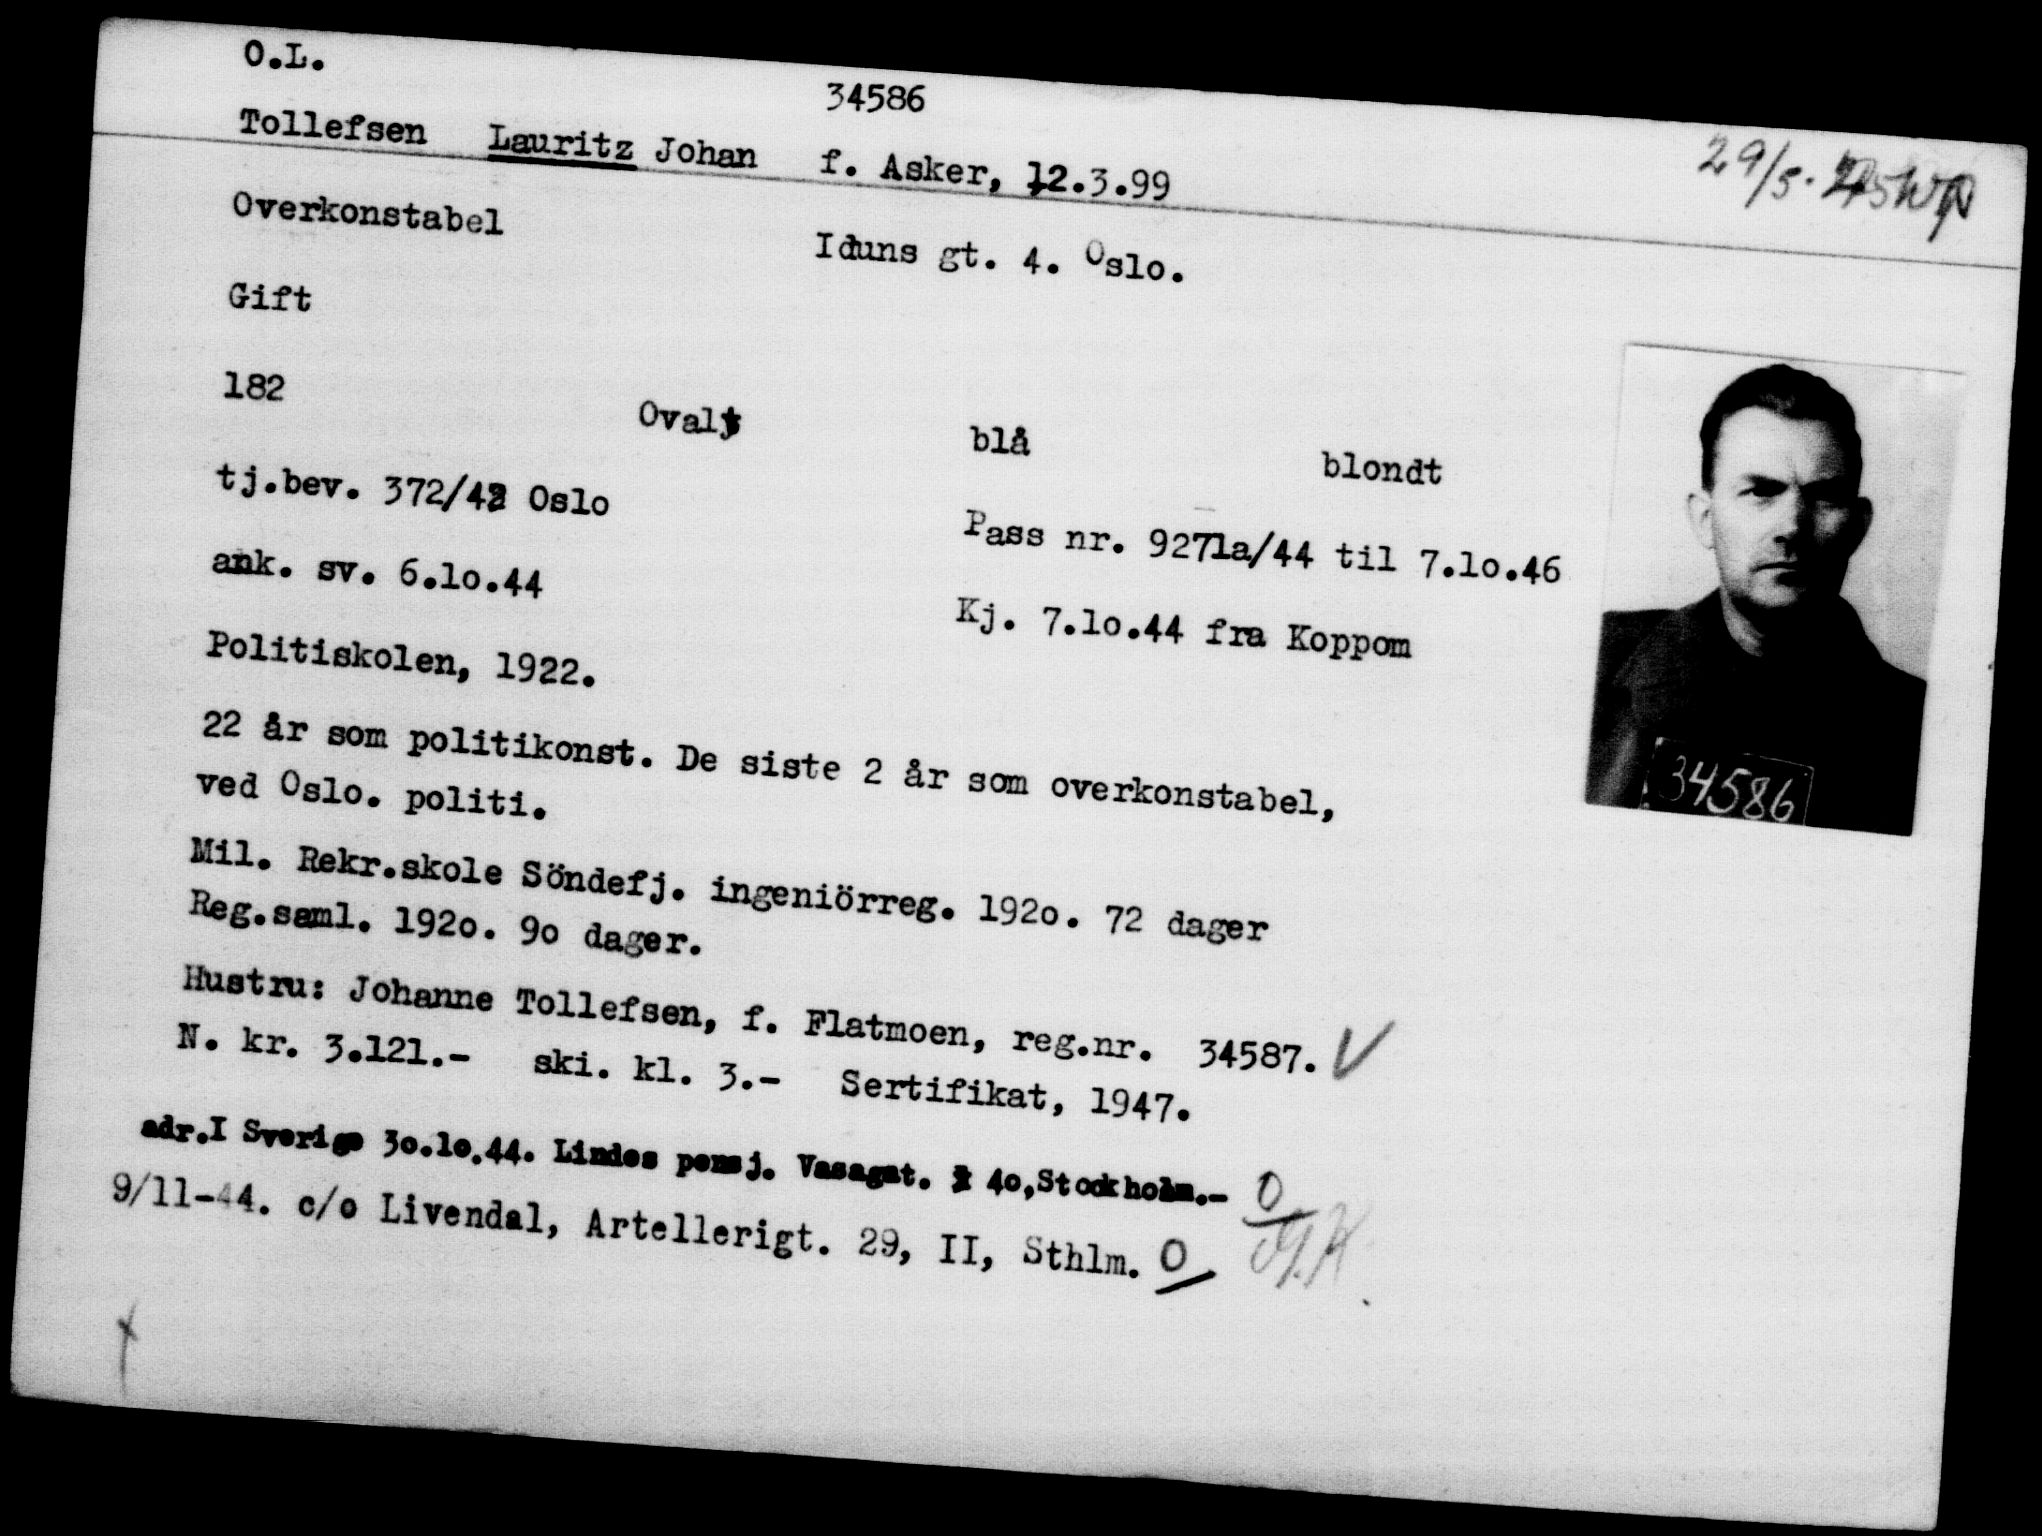 O.L.
34586
Tollefsen Lauritz Johan f. Asker, 12.3.99
29/5.
Overkonstabel
Iduns gt. 4. Oslo.
Gift
182 Oval blå blondt
tj.bev. 372/42 Oslo
Pass nr. 9271a/44 til 7.10.46
ank. sv. 6.10.44
Kj. 7.10.44 fra Koppom
Politiskolen, 1922.
22 år som politikonst. De siste 2 år som overkonstabel,
ved Oslo. politi.
Mil. Rekr.skole Söndefj. ingeniörreg. 1920. 72 dager
Reg.saml. 1920. 90 dager.
Hustru: Johanne Tollefsen, f. Flatmoen, reg.nr. 34587. V
N. kr. 3.121.- ski. kl. 3.- Sertifikat, 1947.
adr.I Sverige 30.10.44. Lindes pensj. Vasagat. 40,Stockholm.- O
9/11-44. c/o Livendal, Artellerigt. 29, II, Sthlm. O
34586